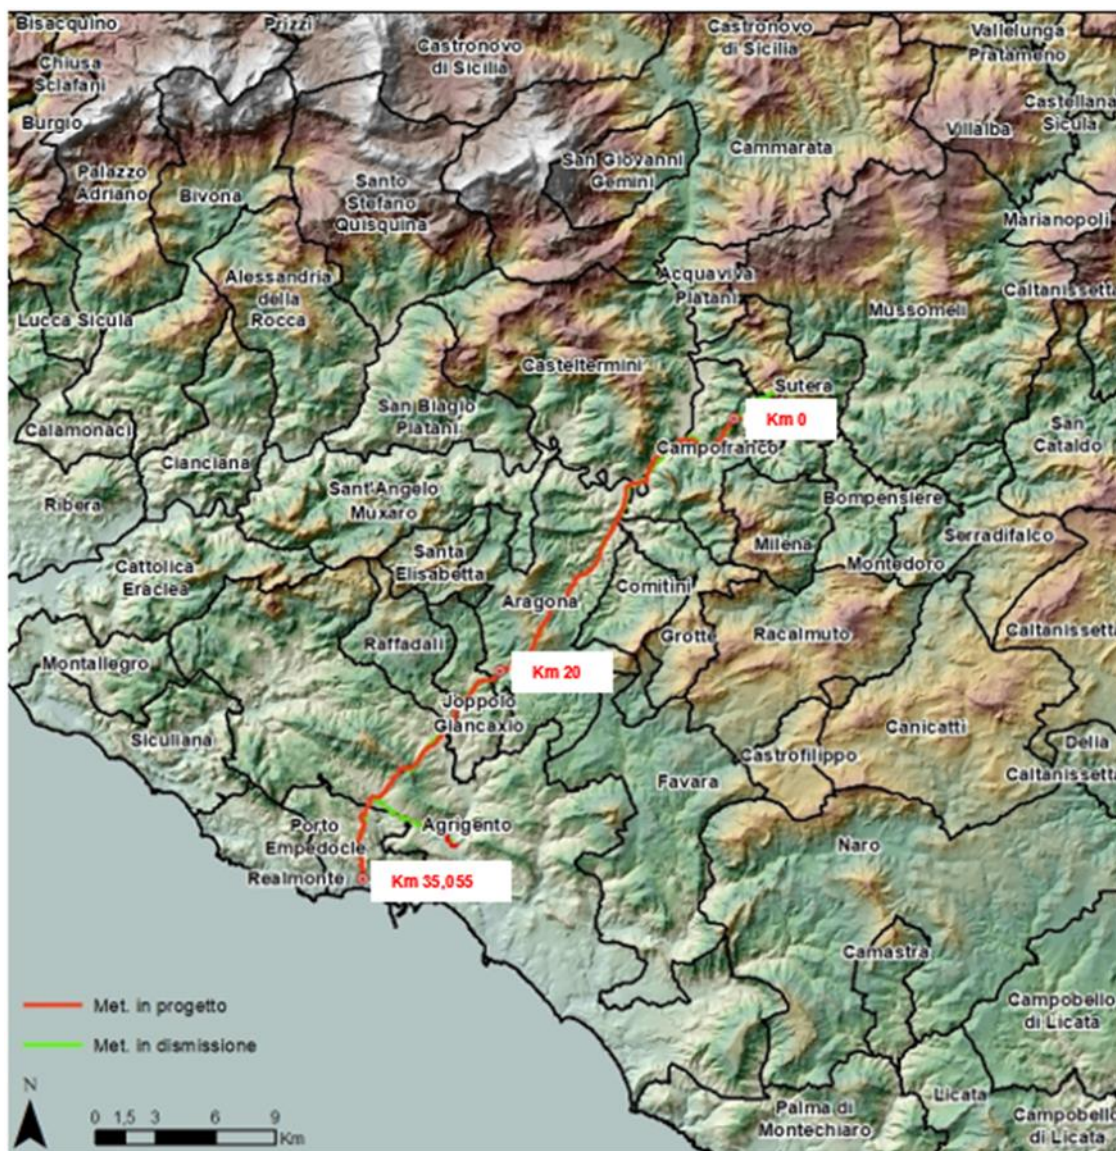 Bisacquino
Prizzi
Castronovo
di Sicilia
Castronovo
di Sicilia
Vallelunga
Pratameno
Chiusa
Sclafani
Castellana
Sicula
Burgio
Villalba
Palazzo
Adriano
Bivona
Santo
Stefano
Quisquina
San Giovanni
Gemini
Cammarata
Marianopoli
Alessandria
della
Rocca
Acquaviva
Platani
Caltanissetta
Lucca Sicula
Mussomeli
Casteltermini
Sutera
San Biagio
Platani
Km 0
Calamonaci
Cianciana
Campofranco
San
Cataldo
Ribera
Sant'Angelo
Muxaro
Bompensiere
Cattolica
Eraclea
Santa
Elisabetta
Milena
Montedoro
Serradifalco
Aragona
Comitini
Raffadali
Grotte
Racalmuto
Caltanissetta
Montallegro
Km 20
Joppolo
Giancaxio
Siculiana
Canicattì
Delia
Castrofilippo
Caltanissetta
Favara
Porto
Empedocle
Agrigento
Naro
Realmonte
Km 35,055
Camastra
Met. in progetto
Campobello
di Licata
Met. in dismissione
N
Licata
0 1,5 3 6 9
Km
Palma di
Montechiaro
Campobello
di Licata